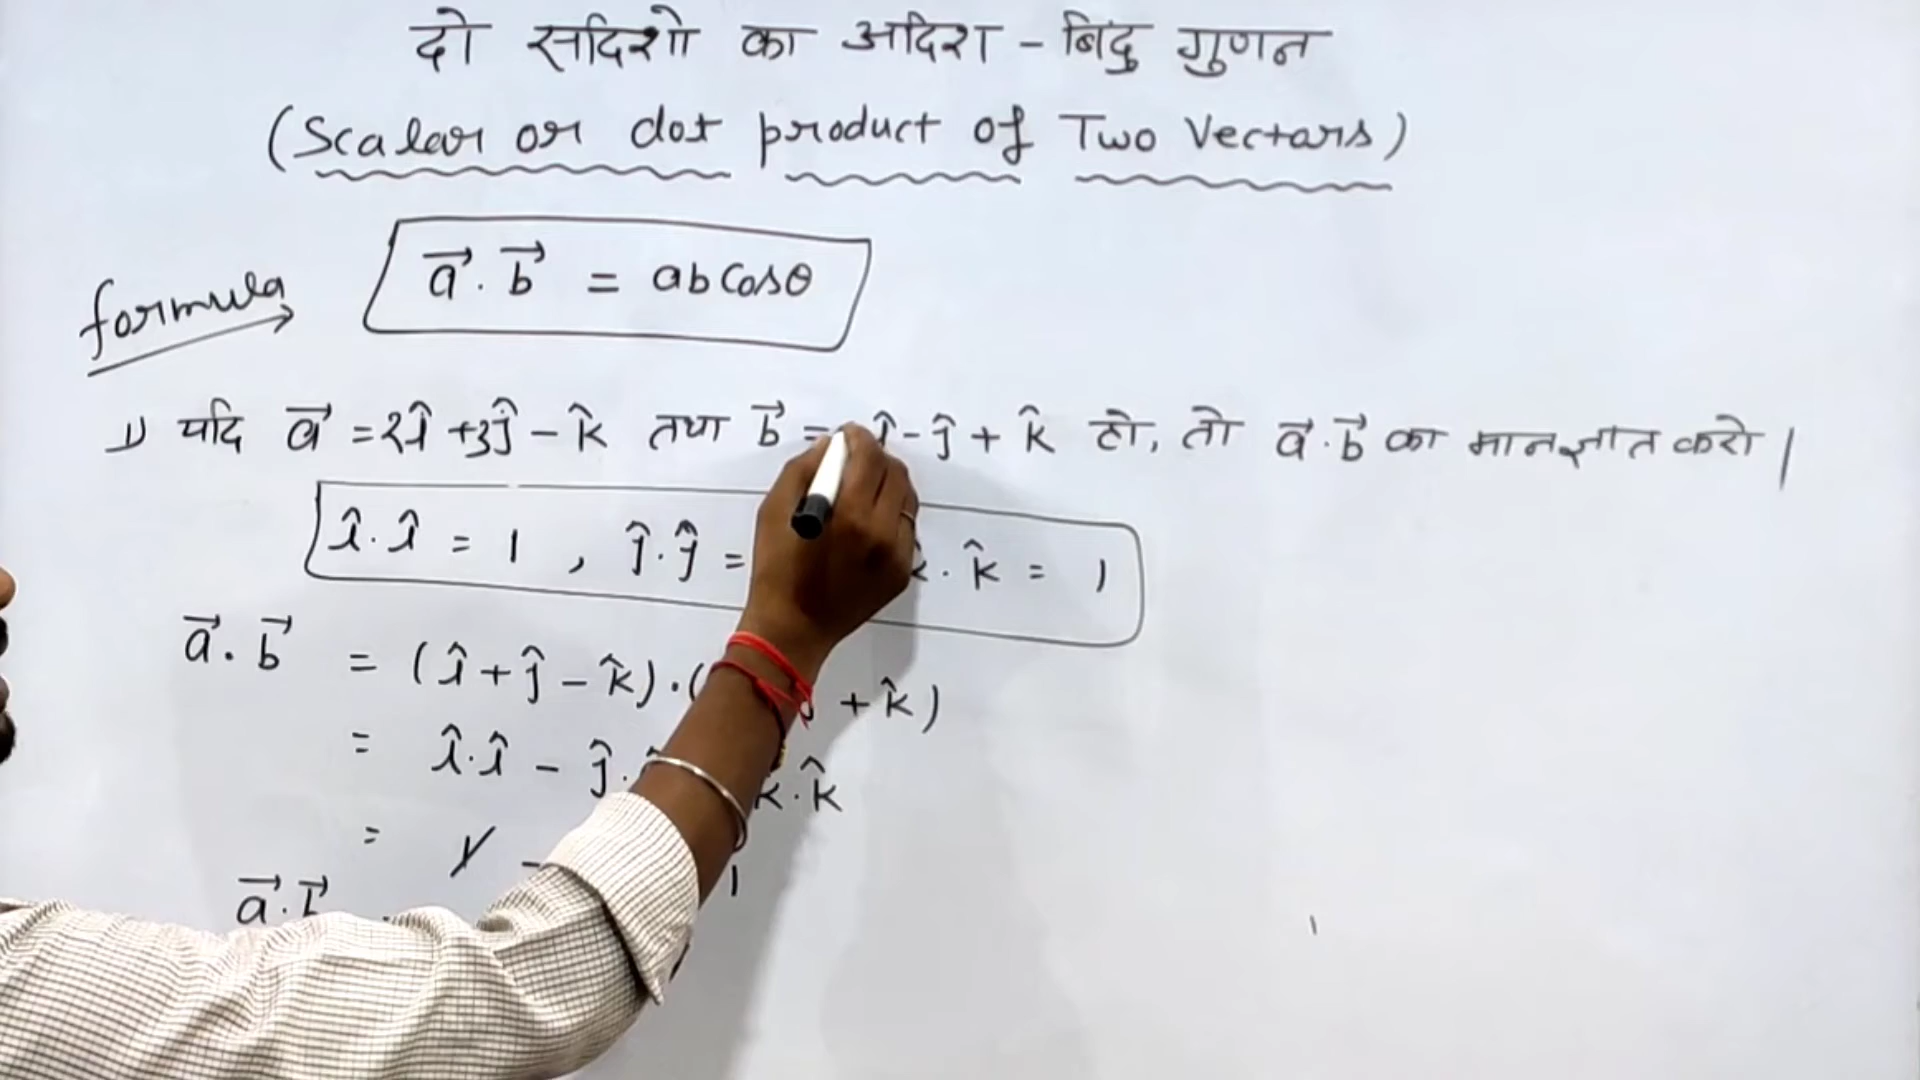 दो सदिशो का अदिश - बिंदु गुणन
(Scalar or dot product of Two Vectors)
formula → a⃗ . b⃗ = ab Cosθ
1) यदि a⃗ = 2î + 3ĵ - k̂ तथा b⃗ = î - ĵ + k̂ हो, तो a⃗ . b⃗ का मान ज्ञात करो |
î . î = 1 , ĵ . ĵ = . k̂ = 1
a⃗ . b⃗ = (î + ĵ - k̂) . ( + k̂)
= î . î - ĵ . k . k̂
= 1 - 1
a⃗ .